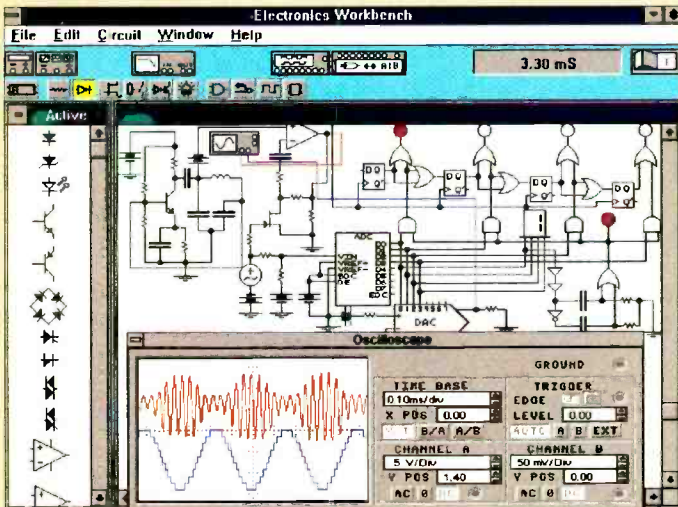 Electronics Workbench
File Edit Circuit Window Help
3.30 mS
Active
ADC
DAC
Oscilloscope
GROUND
TIME BASE
0.10ms/div
X POS 0.00
B/A A/B
TRIGGER
EDGE
LEVEL 0.00
AUTO A B EXT
CHANNEL A
5 V/Div
Y POS 1.40
AC 0 DC
CHANNEL B
50 mV/Div
Y POS 0.00
AC 0 DC